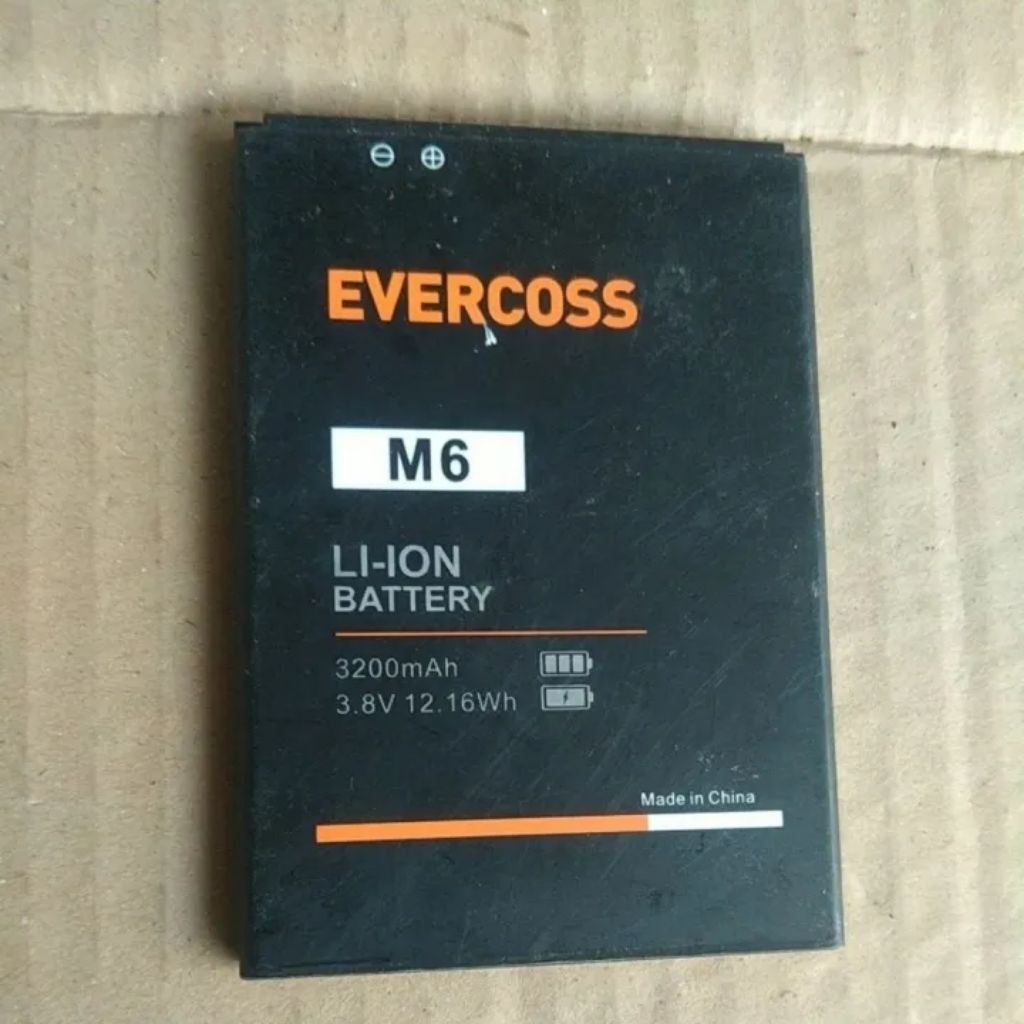 ⊖ ⊕
EVERCOSS
M6
LI-ION
BATTERY
3200mAh
3.8V 12.16Wh
Made in China